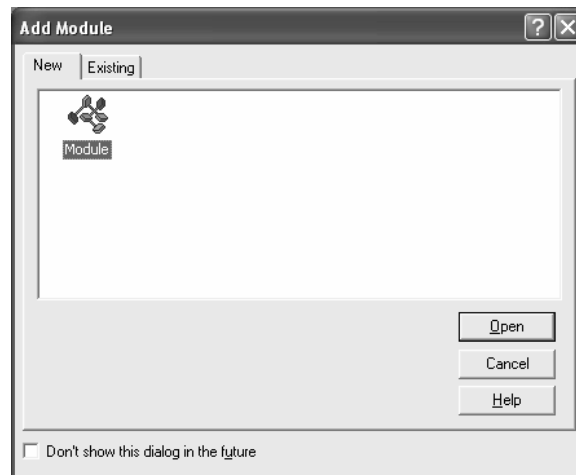 Add Module
New Existing
Module
Open
Cancel
Help
Don't show this dialog in the future